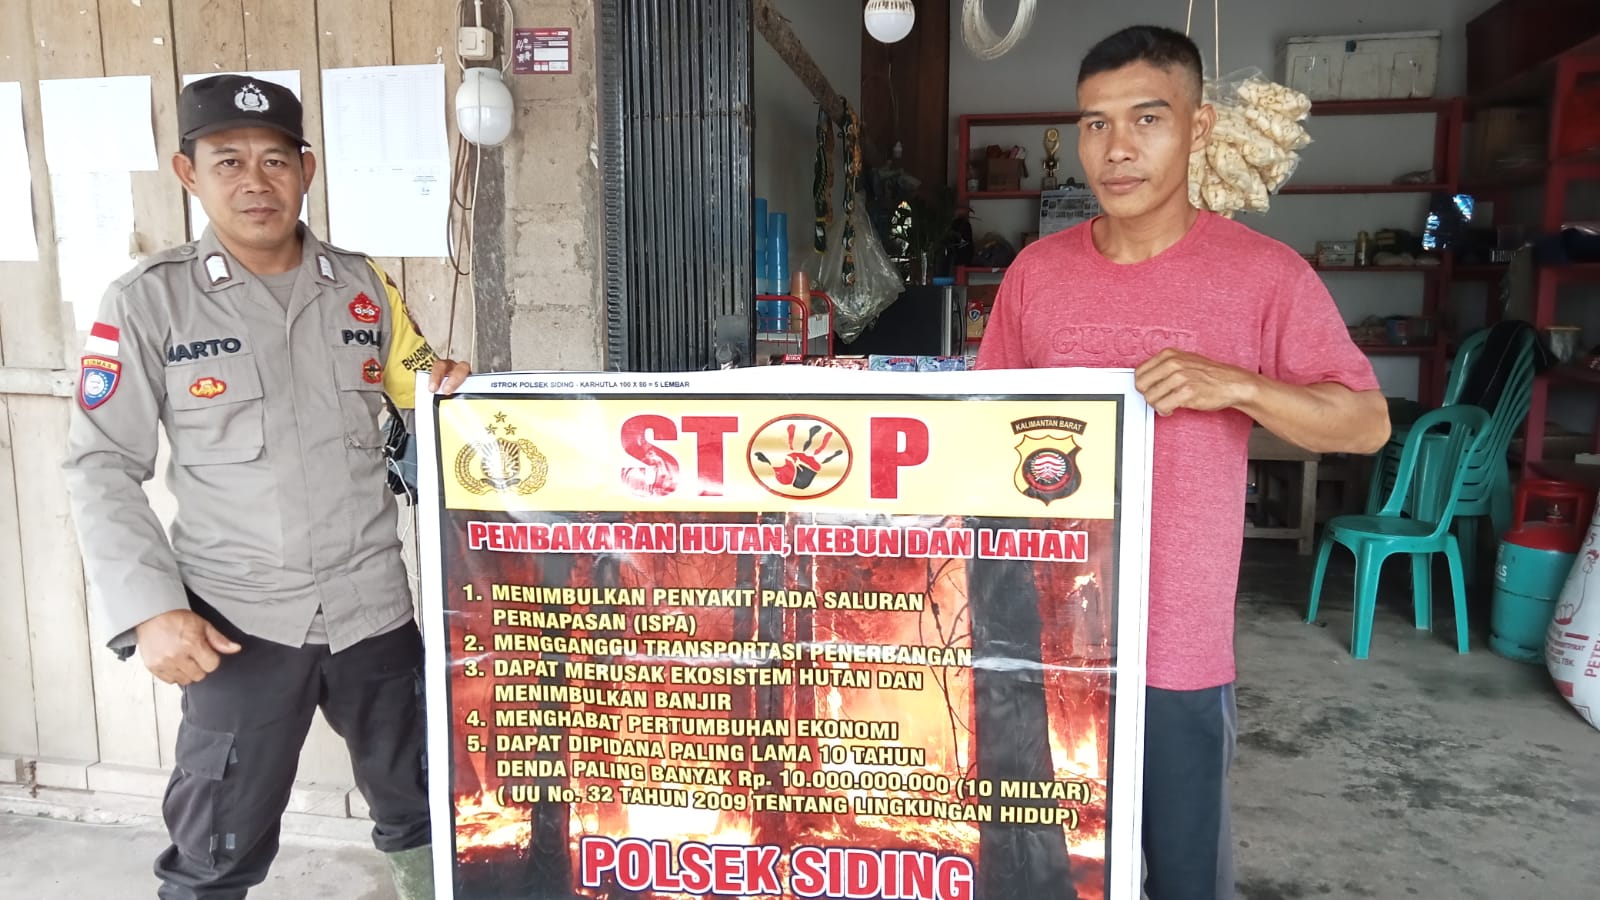 ISTROK POLSEK SIDING - KARHUTLA 100 X 80 = 5 LEMBAR
STOP
KALIMANTAN BARAT
PEMBAKARAN HUTAN, KEBUN DAN LAHAN
1. MENIMBULKAN PENYAKIT PADA SALURAN
PERNAPASAN (ISPA)
2. MENGGANGGU TRANSPORTASI PENERBANGAN
3. DAPAT MERUSAK EKOSISTEM HUTAN DAN
MENIMBULKAN BANJIR
4. MENGHABAT PERTUMBUHAN EKONOMI
5. DAPAT DIPIDANA PALING LAMA 10 TAHUN
DENDA PALING BANYAK Rp. 10.000.000.000 (10 MILYAR)
( UU No. 32 TAHUN 2009 TENTANG LINGKUNGAN HIDUP)
POLSEK SIDING
GUCCI